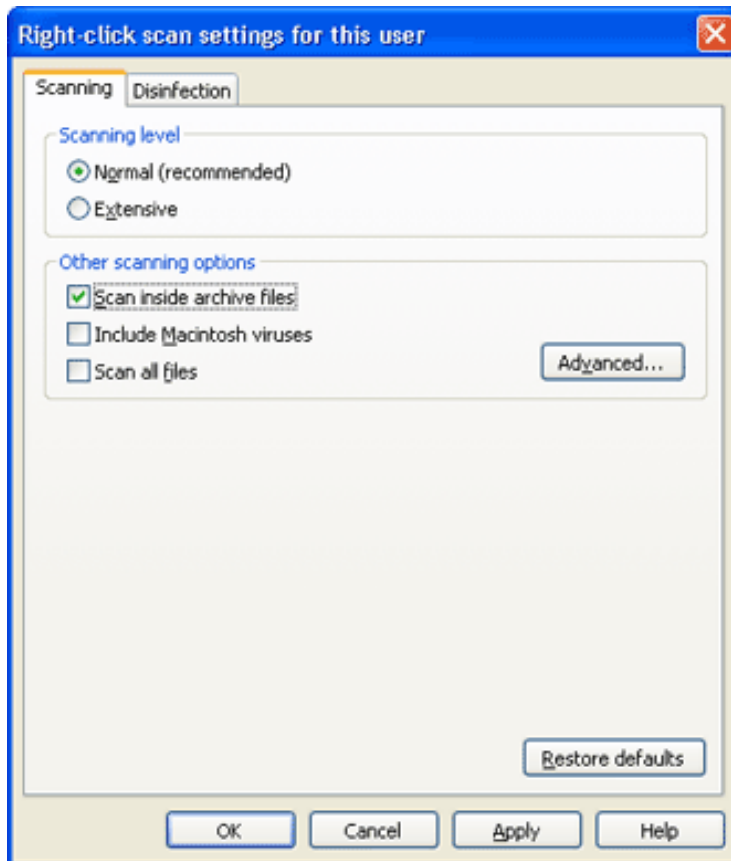 Right-click scan settings for this user
Scanning Disinfection
Scanning level
Normal (recommended)
Extensive
Other scanning options
Scan inside archive files
Include Macintosh viruses
Scan all files
Advanced...
Restore defaults
OK Cancel Apply Help